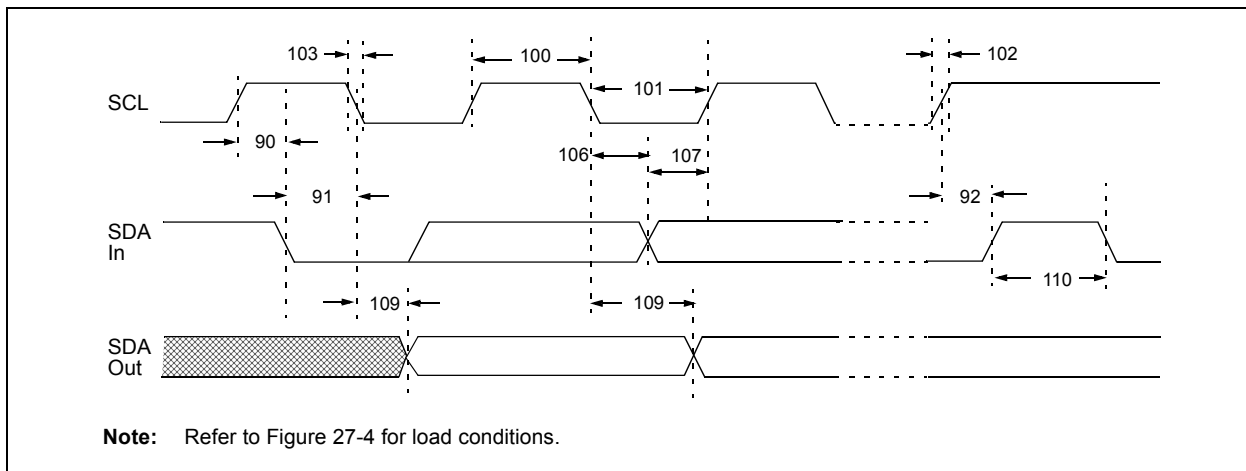 103
100
102
SCL
101
90
106
107
91
92
SDA
In
109
109
110
SDA
Out
Note: Refer to Figure 27-4 for load conditions.